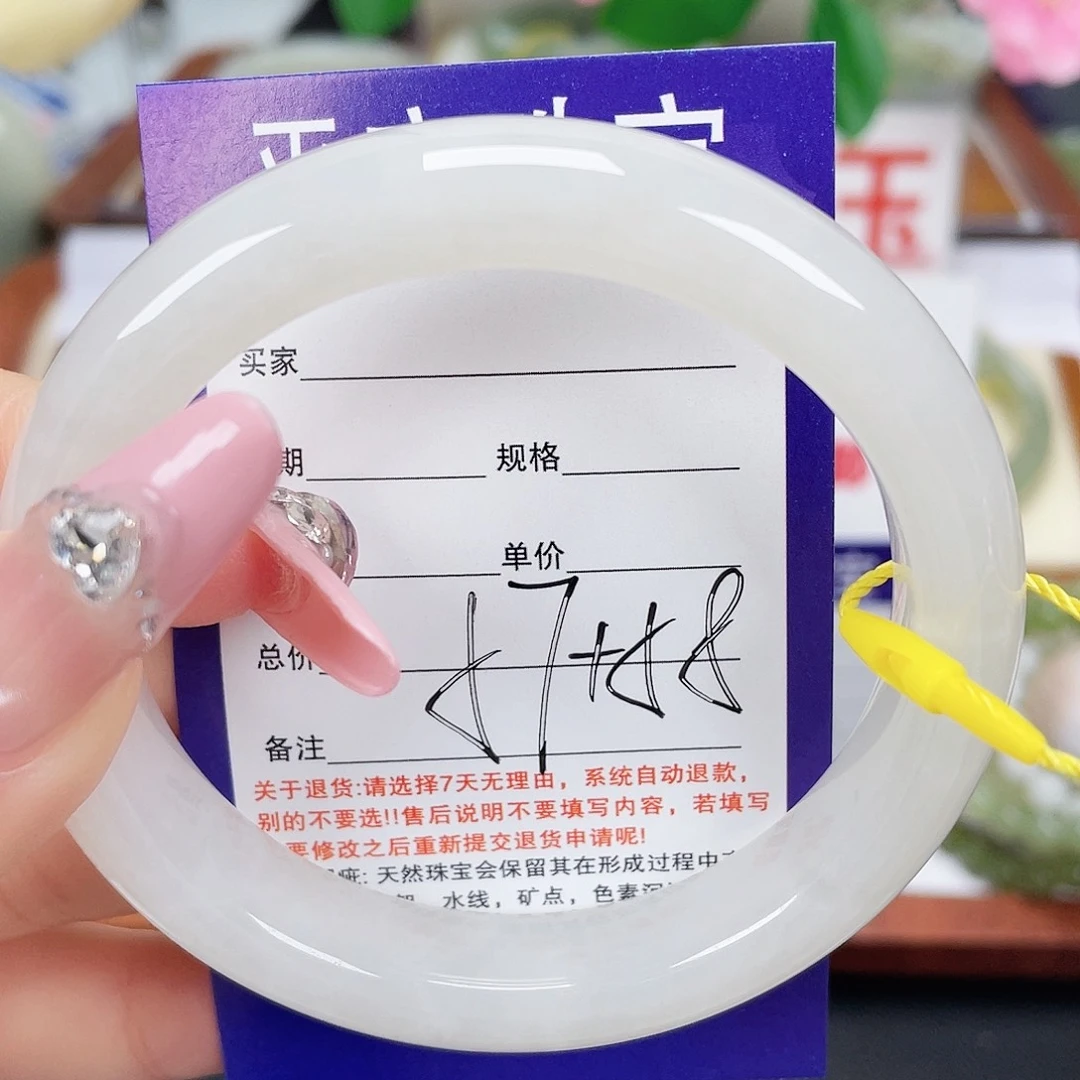 玉
买家
期 规格
单价
总价
备注
关于退货:请选择7天无理由，系统自动退款，
别的不要选!!售后说明不要填写内容，若填写
要修改之后重新提交退货申请呢!
疵: 天然珠宝会保留其在形成过程中
水线，矿点，色素沉